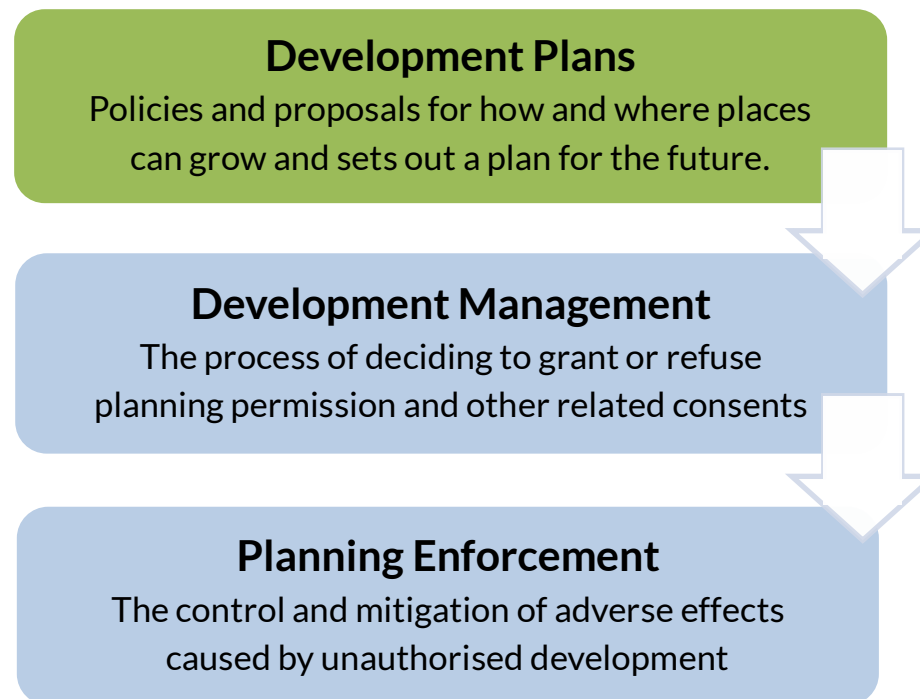 Development Plans
Policies and proposals for how and where places
can grow and sets out a plan for the future.
Development Management
The process of deciding to grant or refuse
planning permission and other related consents
Planning Enforcement
The control and mitigation of adverse effects
caused by unauthorised development